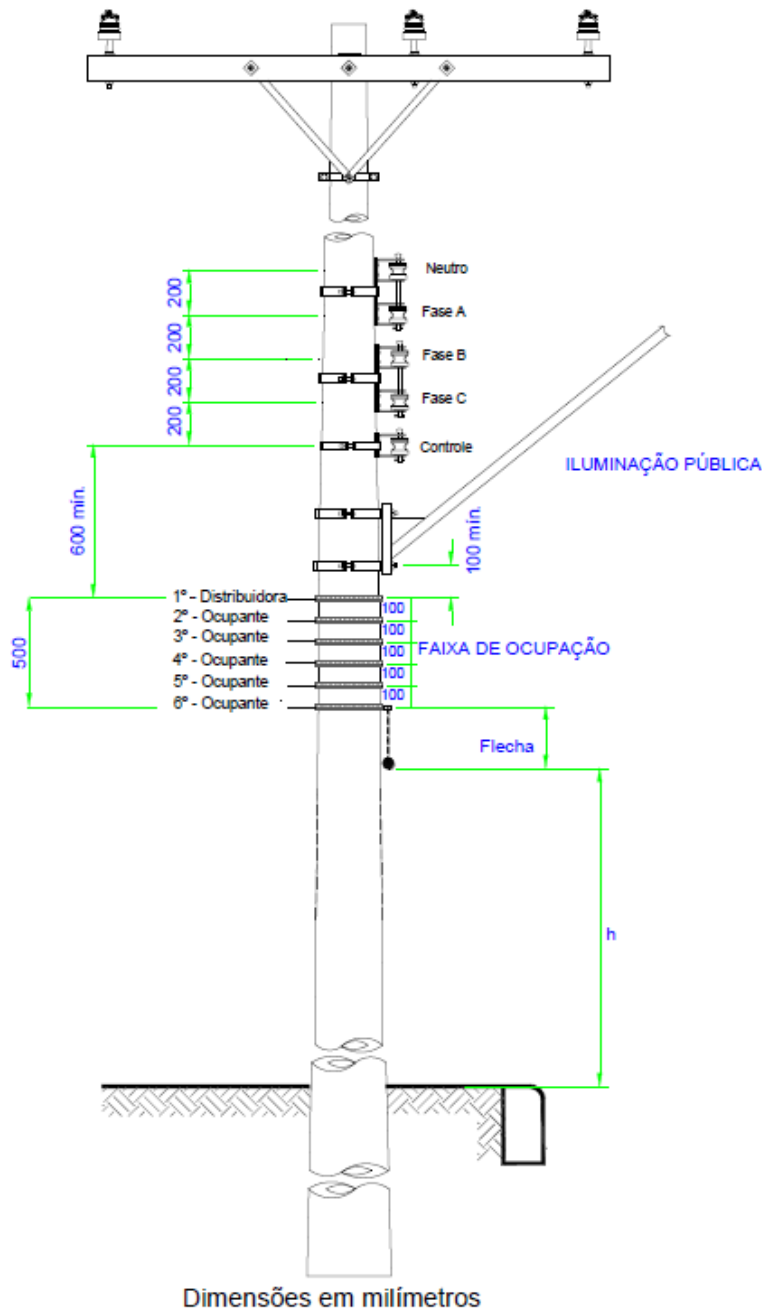 Neutro
200
Fase A
200
Fase B
200
Fase C
200
Controle
ILUMINAÇÃO PÚBLICA
600 mín.
100 mín.
1º - Distribuidora
100
2º - Ocupante
100
3º - Ocupante
100
FAIXA DE OCUPAÇÃO
500
4º - Ocupante
100
5º - Ocupante
100
6º - Ocupante
Flecha
h
Dimensões em milímetros